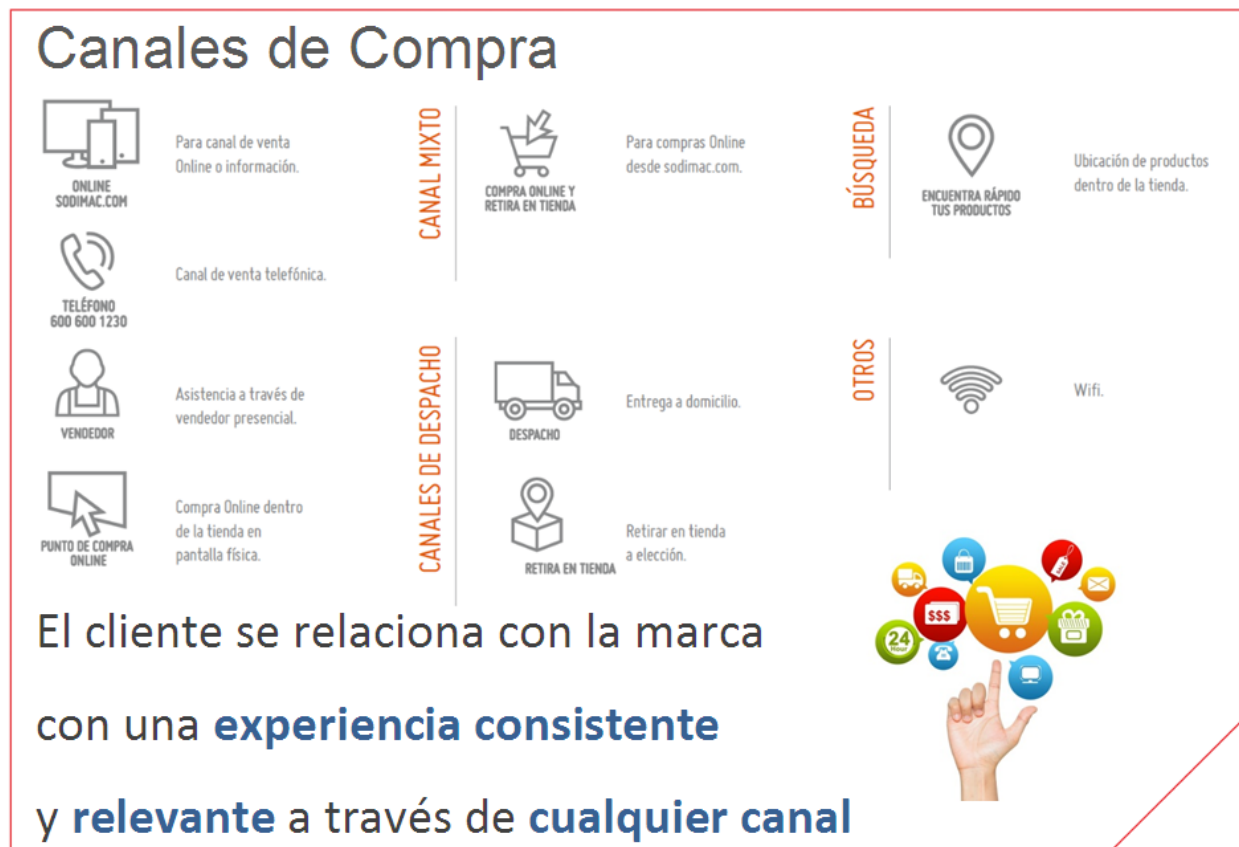 Canales de Compra
ONLINE
SODIMAC.COM
Para canal de venta
Online o información.
TELÉFONO
600 600 1230
Canal de venta telefónica.
VENDEDOR
Asistencia a través de
vendedor presencial.
PUNTO DE COMPRA
ONLINE
Compra Online dentro
de la tienda en
pantalla física.
CANAL MIXTO
COMPRA ONLINE Y
RETIRA EN TIENDA
Para compras Online
desde sodimac.com.
CANALES DE DESPACHO
DESPACHO
Entrega a domicilio.
RETIRA EN TIENDA
Retirar en tienda
a elección.
BÚSQUEDA
ENCUENTRA RÁPIDO
TUS PRODUCTOS
Ubicación de productos
dentro de la tienda.
OTROS
Wifi.
SALE
$$$
24
Hour
El cliente se relaciona con la marca
con una experiencia consistente
y relevante a través de cualquier canal